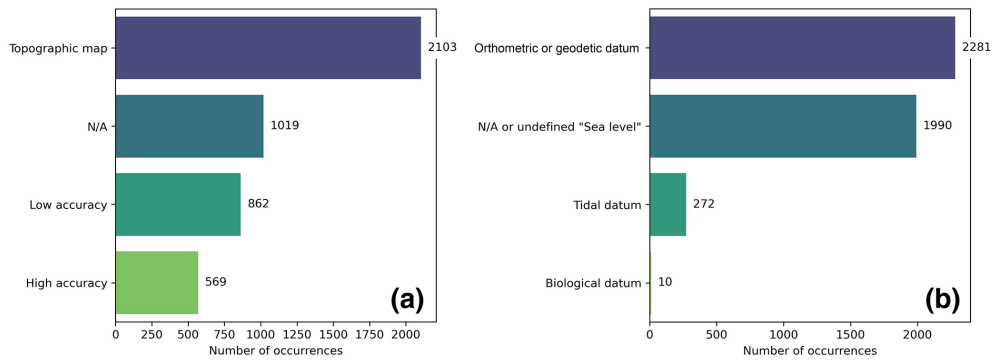 Topographic map
2103
N/A
1019
Low accuracy
862
High accuracy
569
(a)
0 250 500 750 1000 1250 1500 1750 2000
Number of occurrences
Orthometric or geodetic datum
2281
N/A or undefined "Sea level"
1990
Tidal datum
272
Biological datum
10
(b)
0 500 1000 1500 2000
Number of occurrences